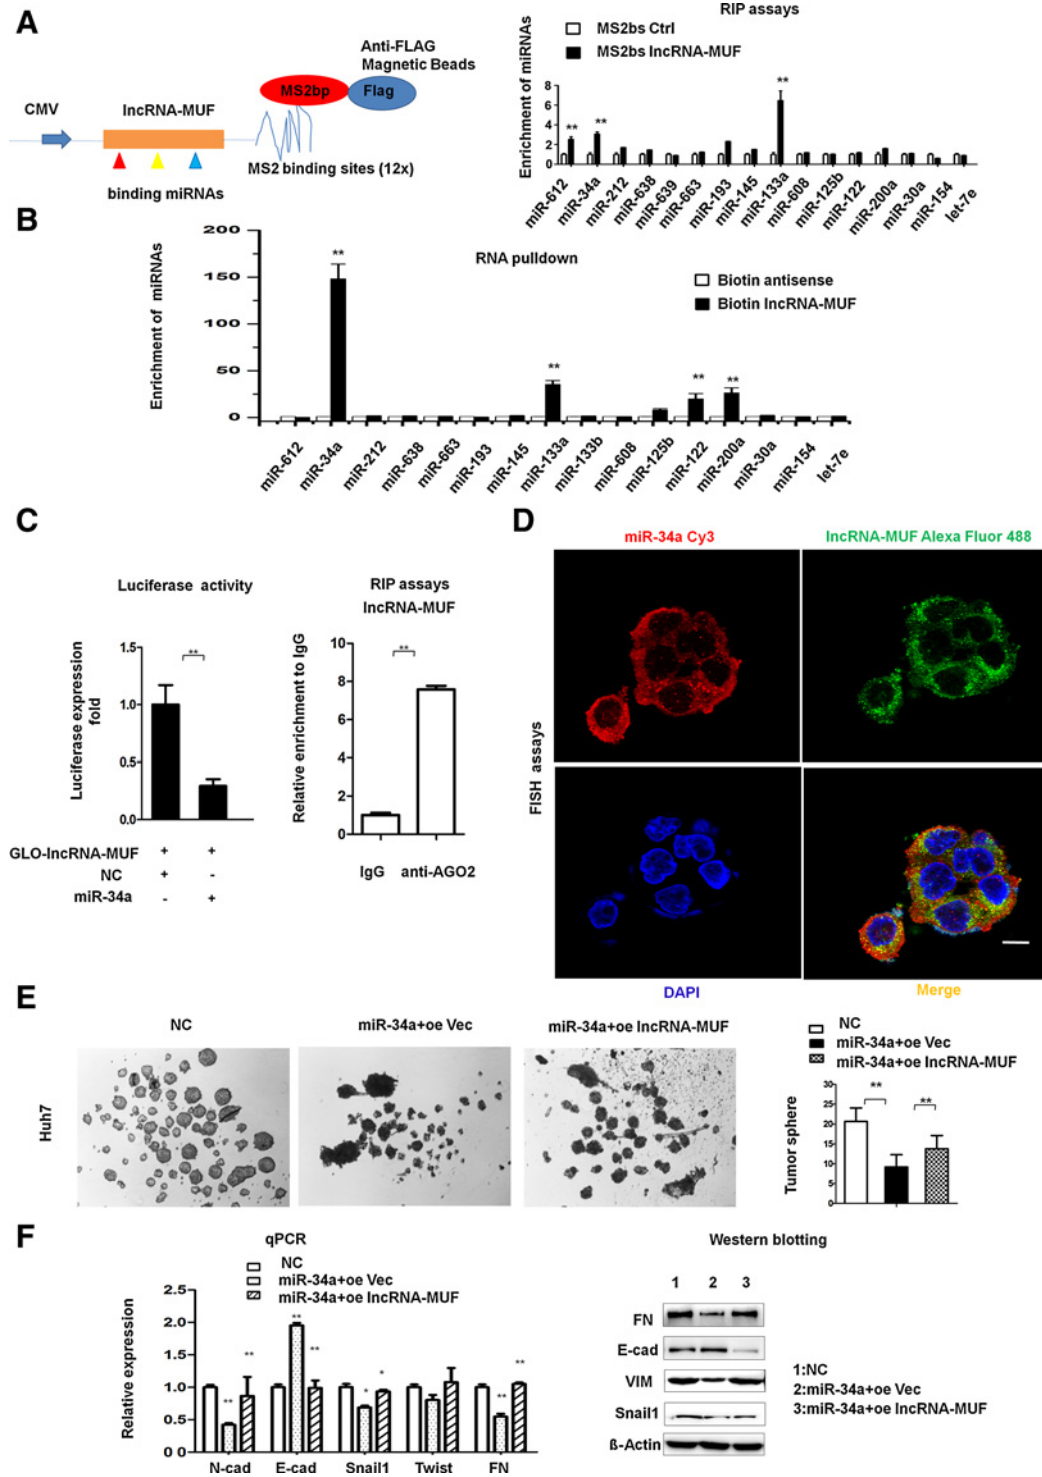 A
CMV
lncRNA-MUF
Anti-FLAG
Magnetic Beads
MS2bp
Flag
MS2 binding sites (12x)
binding miRNAs
RIP assays
MS2bs Ctrl
MS2bs lncRNA-MUF
Enrichment of miRNAs
8
6
4
2
0
** ** **
miR-612 miR-34a miR-212 miR-638 miR-639 miR-663 miR-193 miR-145 miR-133a miR-608 miR-125b miR-122 miR-200a miR-30a miR-154 let-7e
B
RNA pulldown
Biotin antisense
Biotin lncRNA-MUF
Enrichment of miRNAs
200
150
100
50
0
** ** ** **
miR-612 miR-34a miR-212 miR-638 miR-663 miR-193 miR-145 miR-133a miR-133b miR-608 miR-125b miR-122 miR-200a miR-30a miR-154 let-7e
C
Luciferase activity
Luciferase expression
fold
1.5
1.0
0.5
0.0
**
GLO-lncRNA-MUF + +
NC + -
miR-34a - +
RIP assays
lncRNA-MUF
Relative enrichment to IgG
10
8
6
4
2
0
**
IgG anti-AGO2
D
miR-34a Cy3
lncRNA-MUF Alexa Fluor 488
FISH assays
DAPI
Merge
E
NC
miR-34a+oe Vec
miR-34a+oe lncRNA-MUF
Huh7
NC
miR-34a+oe Vec
miR-34a+oe lncRNA-MUF
Tumor sphere
30
25
20
15
10
5
0
** **
F
qPCR
NC
miR-34a+oe Vec
miR-34a+oe lncRNA-MUF
Relative expression
2.5
2.0
1.5
1.0
0.5
0 0
** ** ** ** * * ** **
N-cad E-cad Snail1 Twist FN
Western blotting
1 2 3
FN
E-cad
VIM
Snail1
ß-Actin
1:NC
2:miR-34a+oe Vec
3:miR-34a+oe lncRNA-MUF